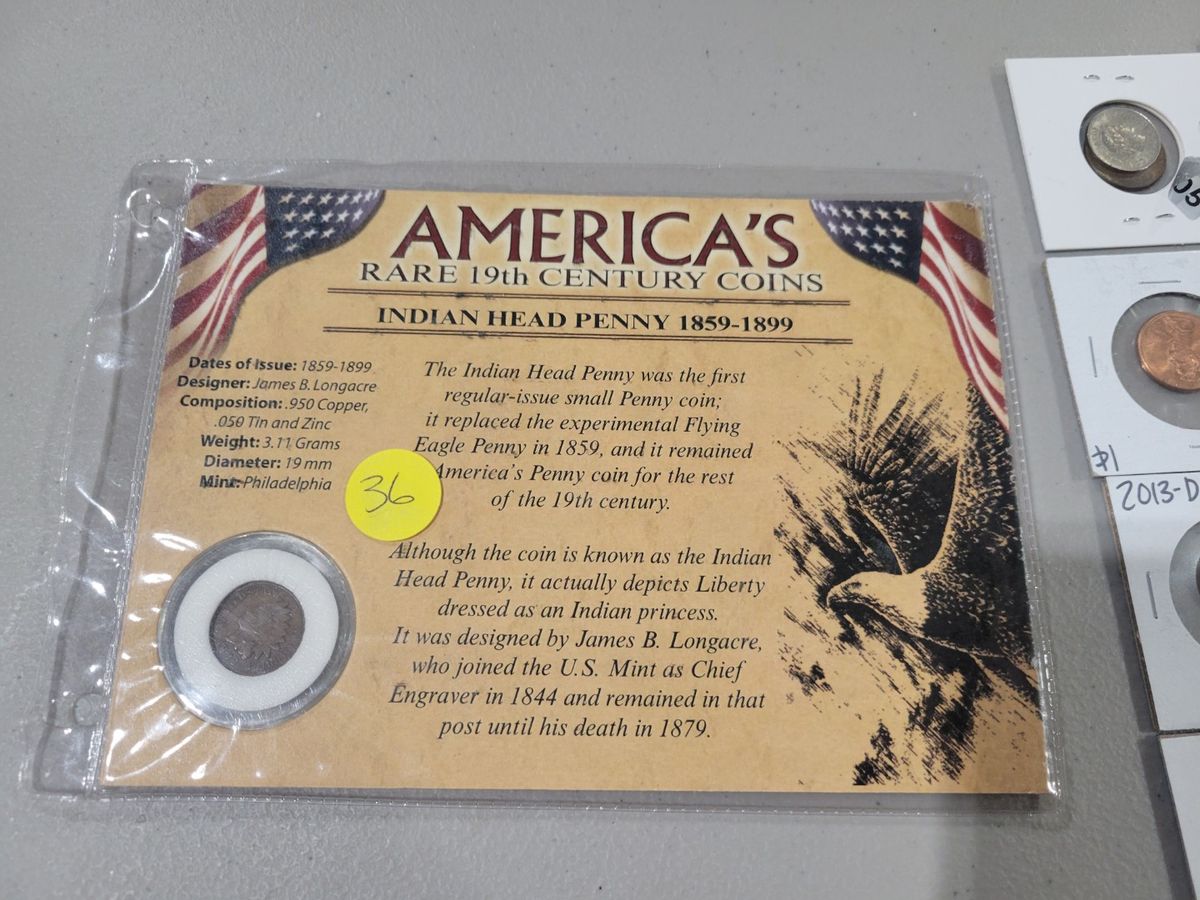 AMERICA'S
RARE 19th CENTURY COINS
INDIAN HEAD PENNY 1859-1899
Dates of Issue: 1859-1899
Designer: James B. Longacre
Composition: .950 Copper,
.050 Tin and Zinc
Weight: 3.11 Grams
Diameter: 19 mm
Mint: Philadelphia
36
The Indian Head Penny was the first
regular-issue small Penny coin;
it replaced the experimental Flying
Eagle Penny in 1859, and it remained
America's Penny coin for the rest
of the 19th century.
Although the coin is known as the Indian
Head Penny, it actually depicts Liberty
dressed as an Indian princess.
It was designed by James B. Longacre,
who joined the U.S. Mint as Chief
Engraver in 1844 and remained in that
post until his death in 1879.
$1
2013-D